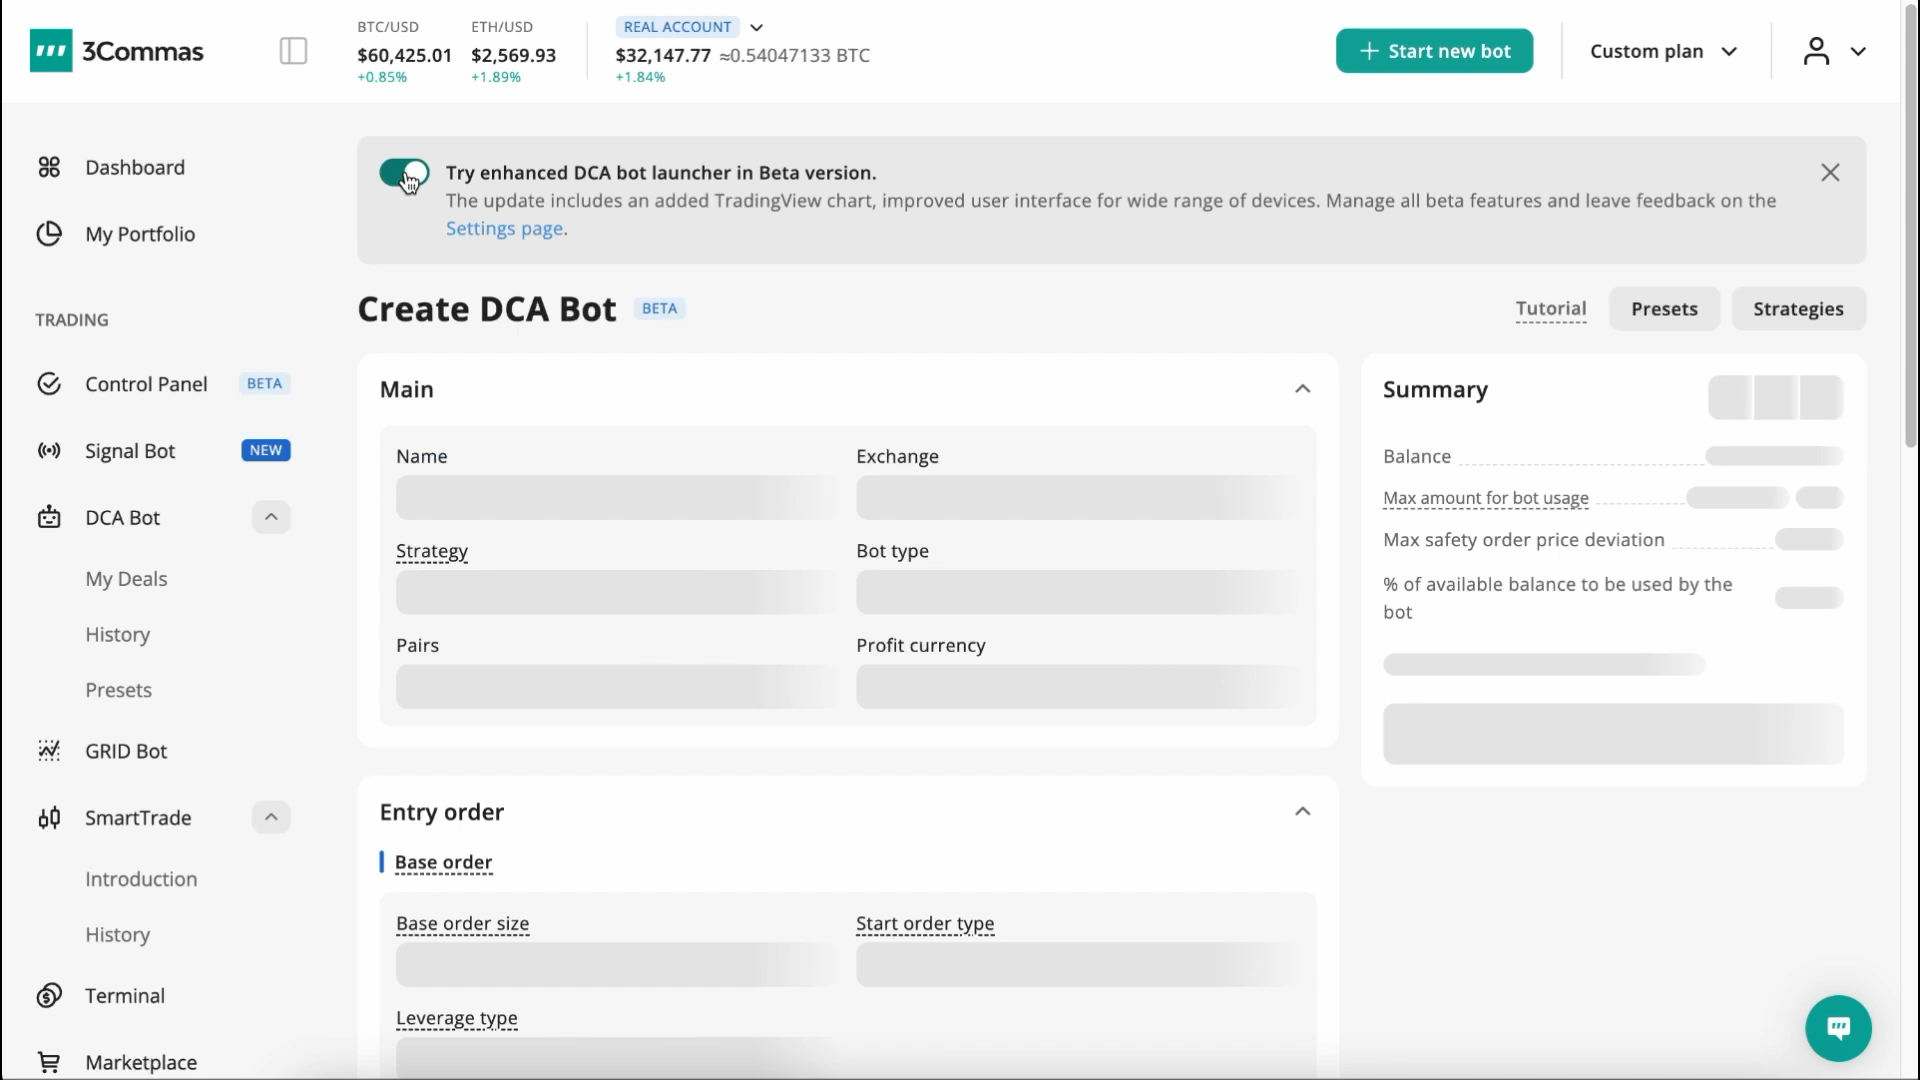 3Commas
BTC/USD
$60,425.01
+0.85%
ETH/USD
$2,569.93
+1.89%
REAL ACCOUNT
$32,147.77 ≈0.54047133 BTC
+1.84%
Start new bot
Custom plan
Dashboard
My Portfolio
TRADING
Control Panel BETA
Signal Bot NEW
DCA Bot
My Deals
History
Presets
GRID Bot
SmartTrade
Introduction
History
Terminal
Marketplace
Try enhanced DCA bot launcher in Beta version.
The update includes an added TradingView chart, improved user interface for wide range of devices. Manage all beta features and leave feedback on the
Settings page.
Create DCA Bot BETA
Tutorial
Presets
Strategies
Main
Name
Exchange
Strategy
Bot type
Pairs
Profit currency
Entry order
Base order
Base order size
Start order type
Leverage type
Summary
Balance
Max amount for bot usage
Max safety order price deviation
% of available balance to be used by the
bot